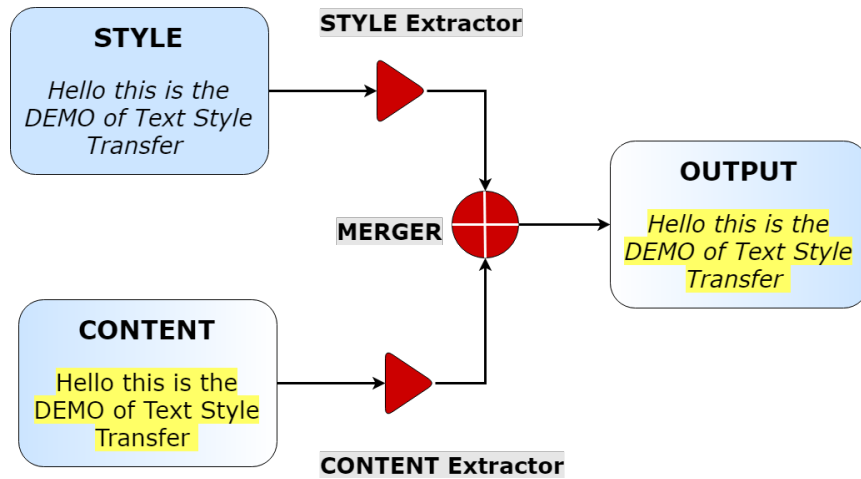 STYLE
Hello this is the
DEMO of Text Style
Transfer
STYLE Extractor
MERGER
OUTPUT
Hello this is the
DEMO of Text Style
Transfer
CONTENT
Hello this is the
DEMO of Text Style
Transfer
CONTENT Extractor